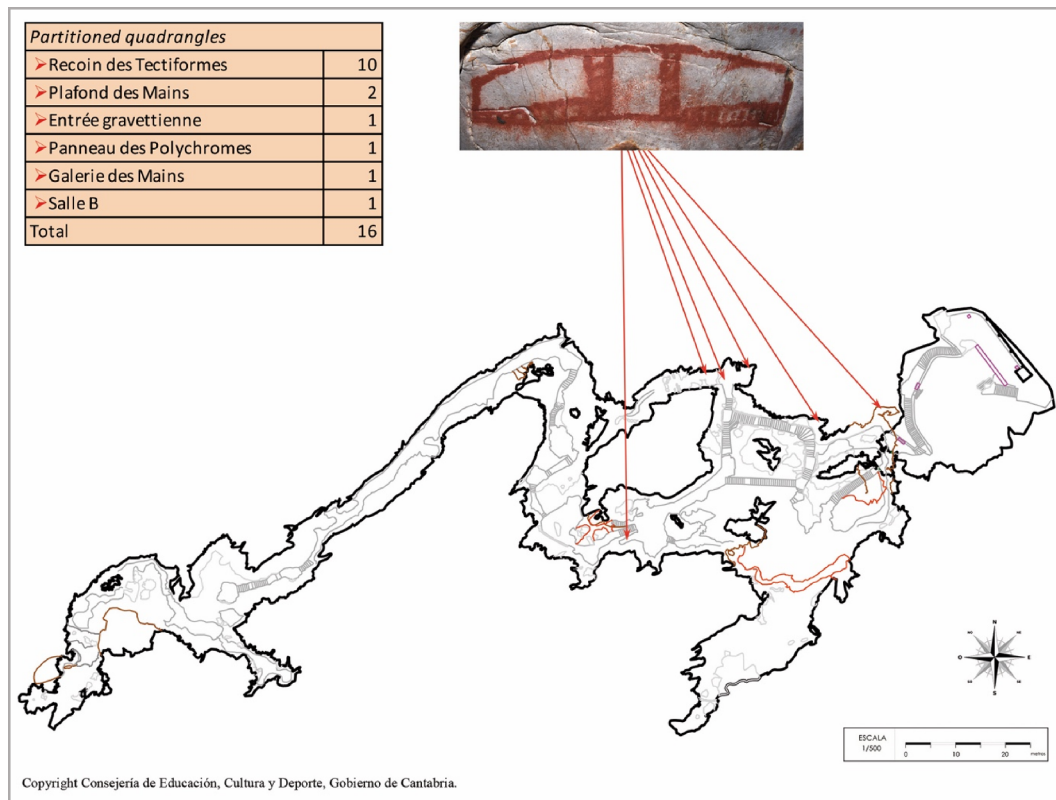 Partitioned quadrangles
➢Recoin des Tectiformes 10
➢Plafond des Mains 2
➢Entrée gravettienne 1
➢Panneau des Polychromes 1
➢Galerie des Mains 1
➢Salle B 1
Total 16
N
O E
S
ESCALA
1/500
0 10 20 metros
Copyright Consejería de Educación, Cultura y Deporte, Gobierno de Cantabria.